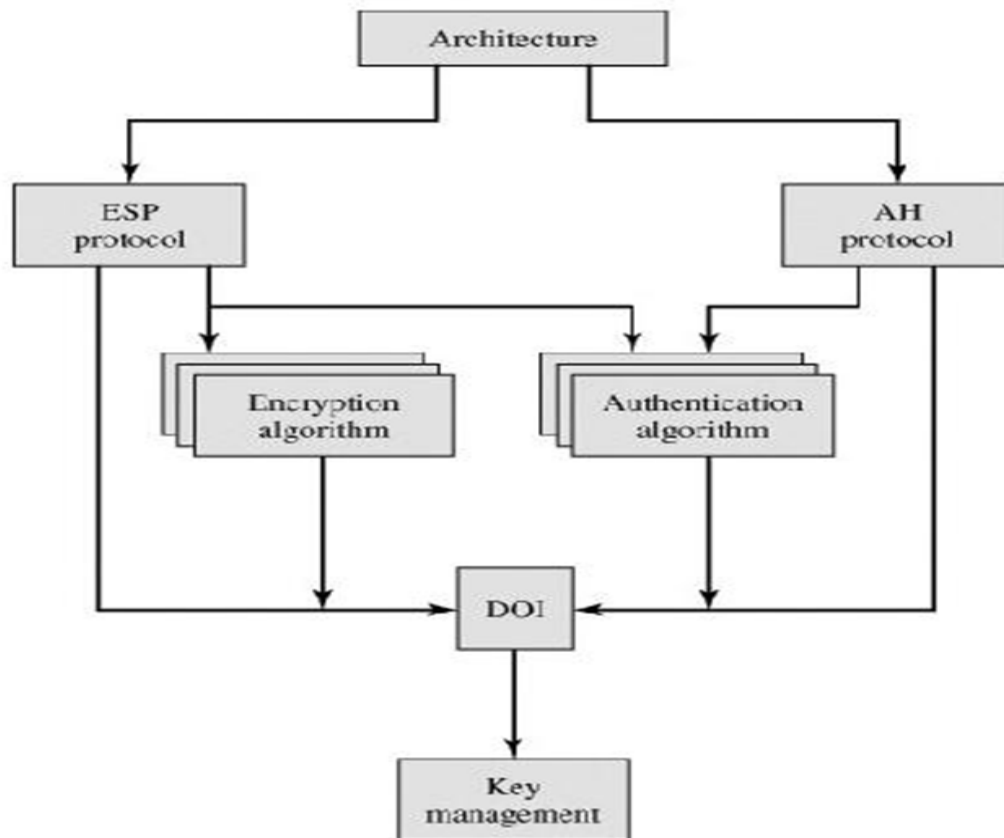 Architecture
ESP
protocol
AH
protocol
Encryption
algorithm
Authentication
algorithm
DOI
Key
management